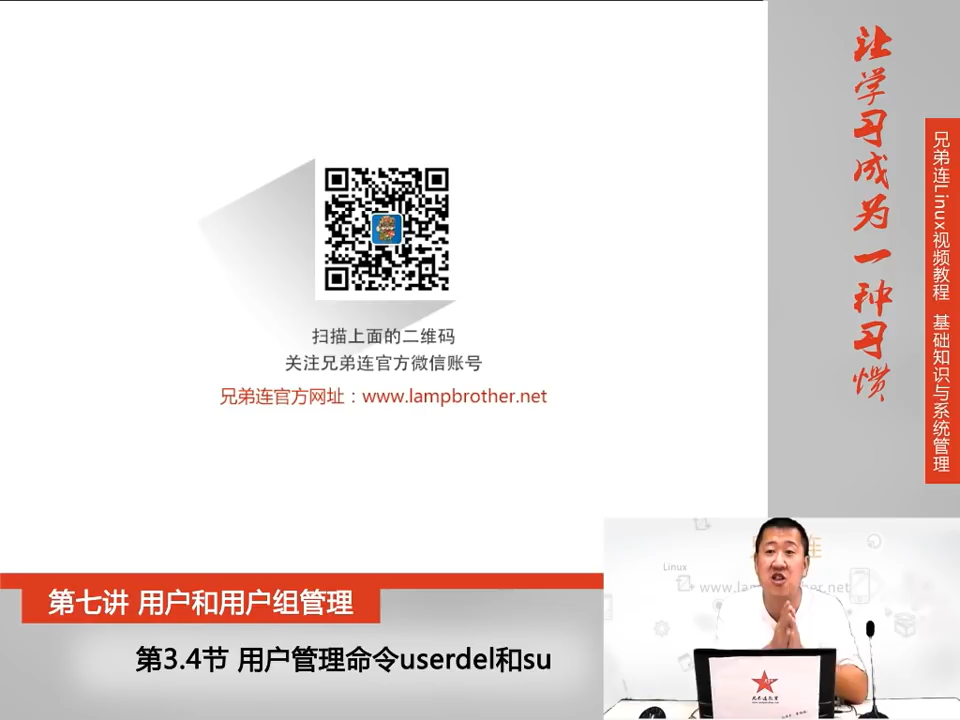 扫描上面的二维码
关注兄弟连官方微信账号
兄弟连官方网址：www.lampbrother.net
让学习成为一种习惯
兄弟连Linux视频教程 基础知识与系统管理
第七讲 用户和用户组管理
第3.4节 用户管理命令userdel和su
Linux